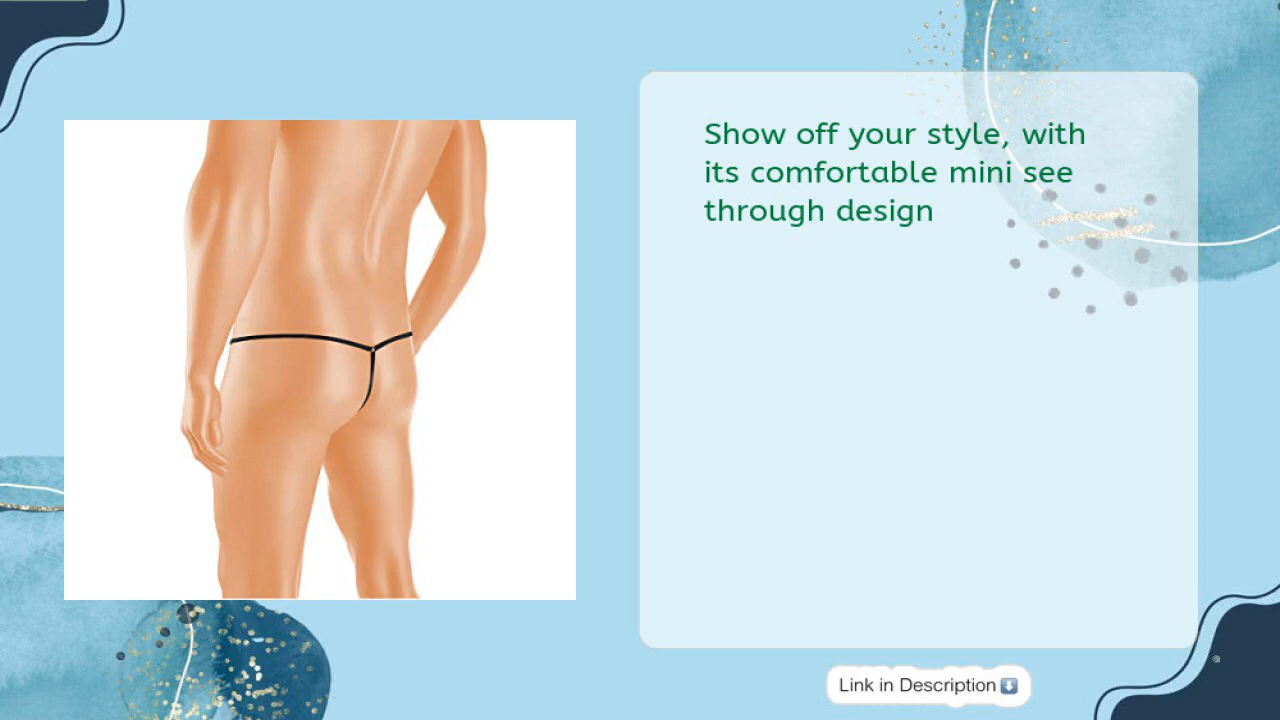 Show off your style, with
its comfortable mini see
through design
Link in Description ⬇️